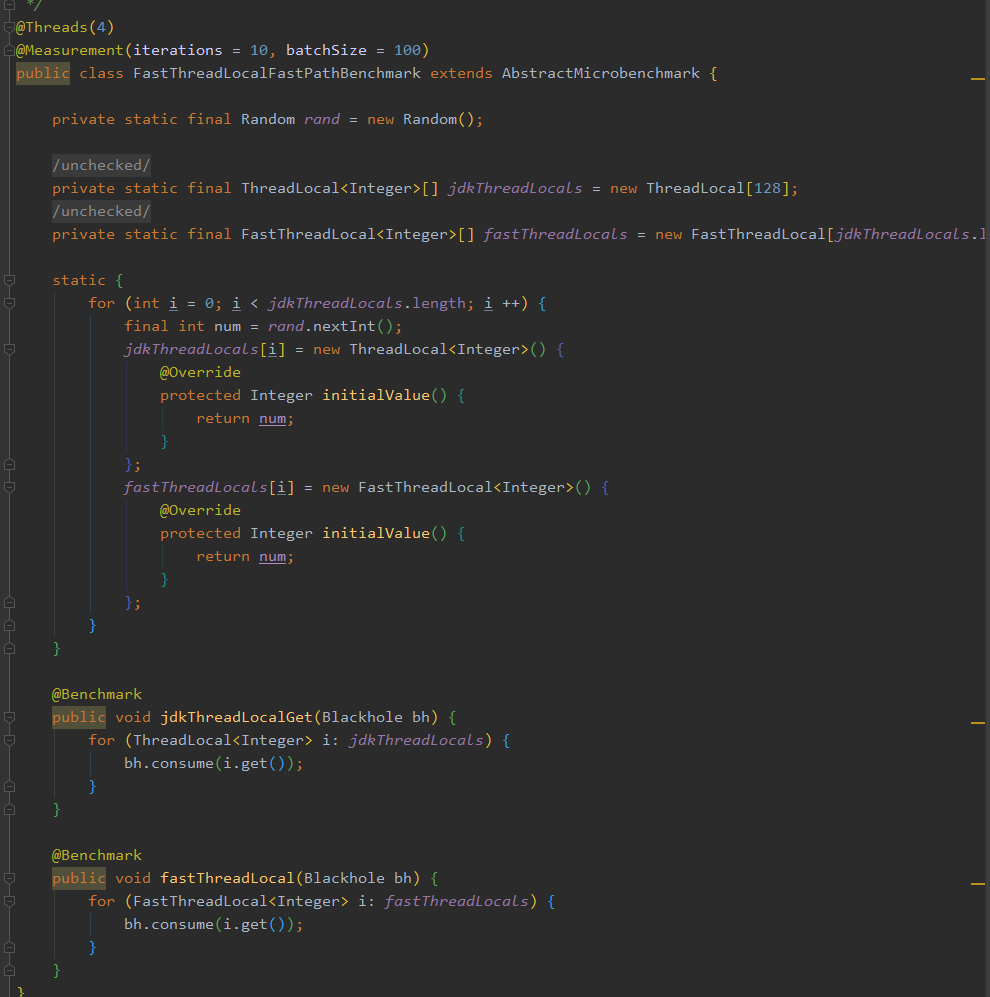 */
@Threads(4)
@Measurement(iterations = 10, batchSize = 100)
public class FastThreadLocalFastPathBenchmark extends AbstractMicrobenchmark {
private static final Random rand = new Random();
/unchecked/
private static final ThreadLocal<Integer>[] jdkThreadLocals = new ThreadLocal[128];
/unchecked/
private static final FastThreadLocal<Integer>[] fastThreadLocals = new FastThreadLocal[jdkThreadLocals.
static {
for (int i = 0; i < jdkThreadLocals.length; i ++) {
final int num = rand.nextInt();
jdkThreadLocals[i] = new ThreadLocal<Integer>() {
@Override
protected Integer initialValue() {
return num;
}
};
fastThreadLocals[i] = new FastThreadLocal<Integer>() {
@Override
protected Integer initialValue() {
return num;
}
};
}
}
@Benchmark
public void jdkThreadLocalGet(Blackhole bh) {
for (ThreadLocal<Integer> i: jdkThreadLocals) {
bh.consume(i.get());
}
}
@Benchmark
public void fastThreadLocal(Blackhole bh) {
for (FastThreadLocal<Integer> i: fastThreadLocals) {
bh.consume(i.get());
}
}
}